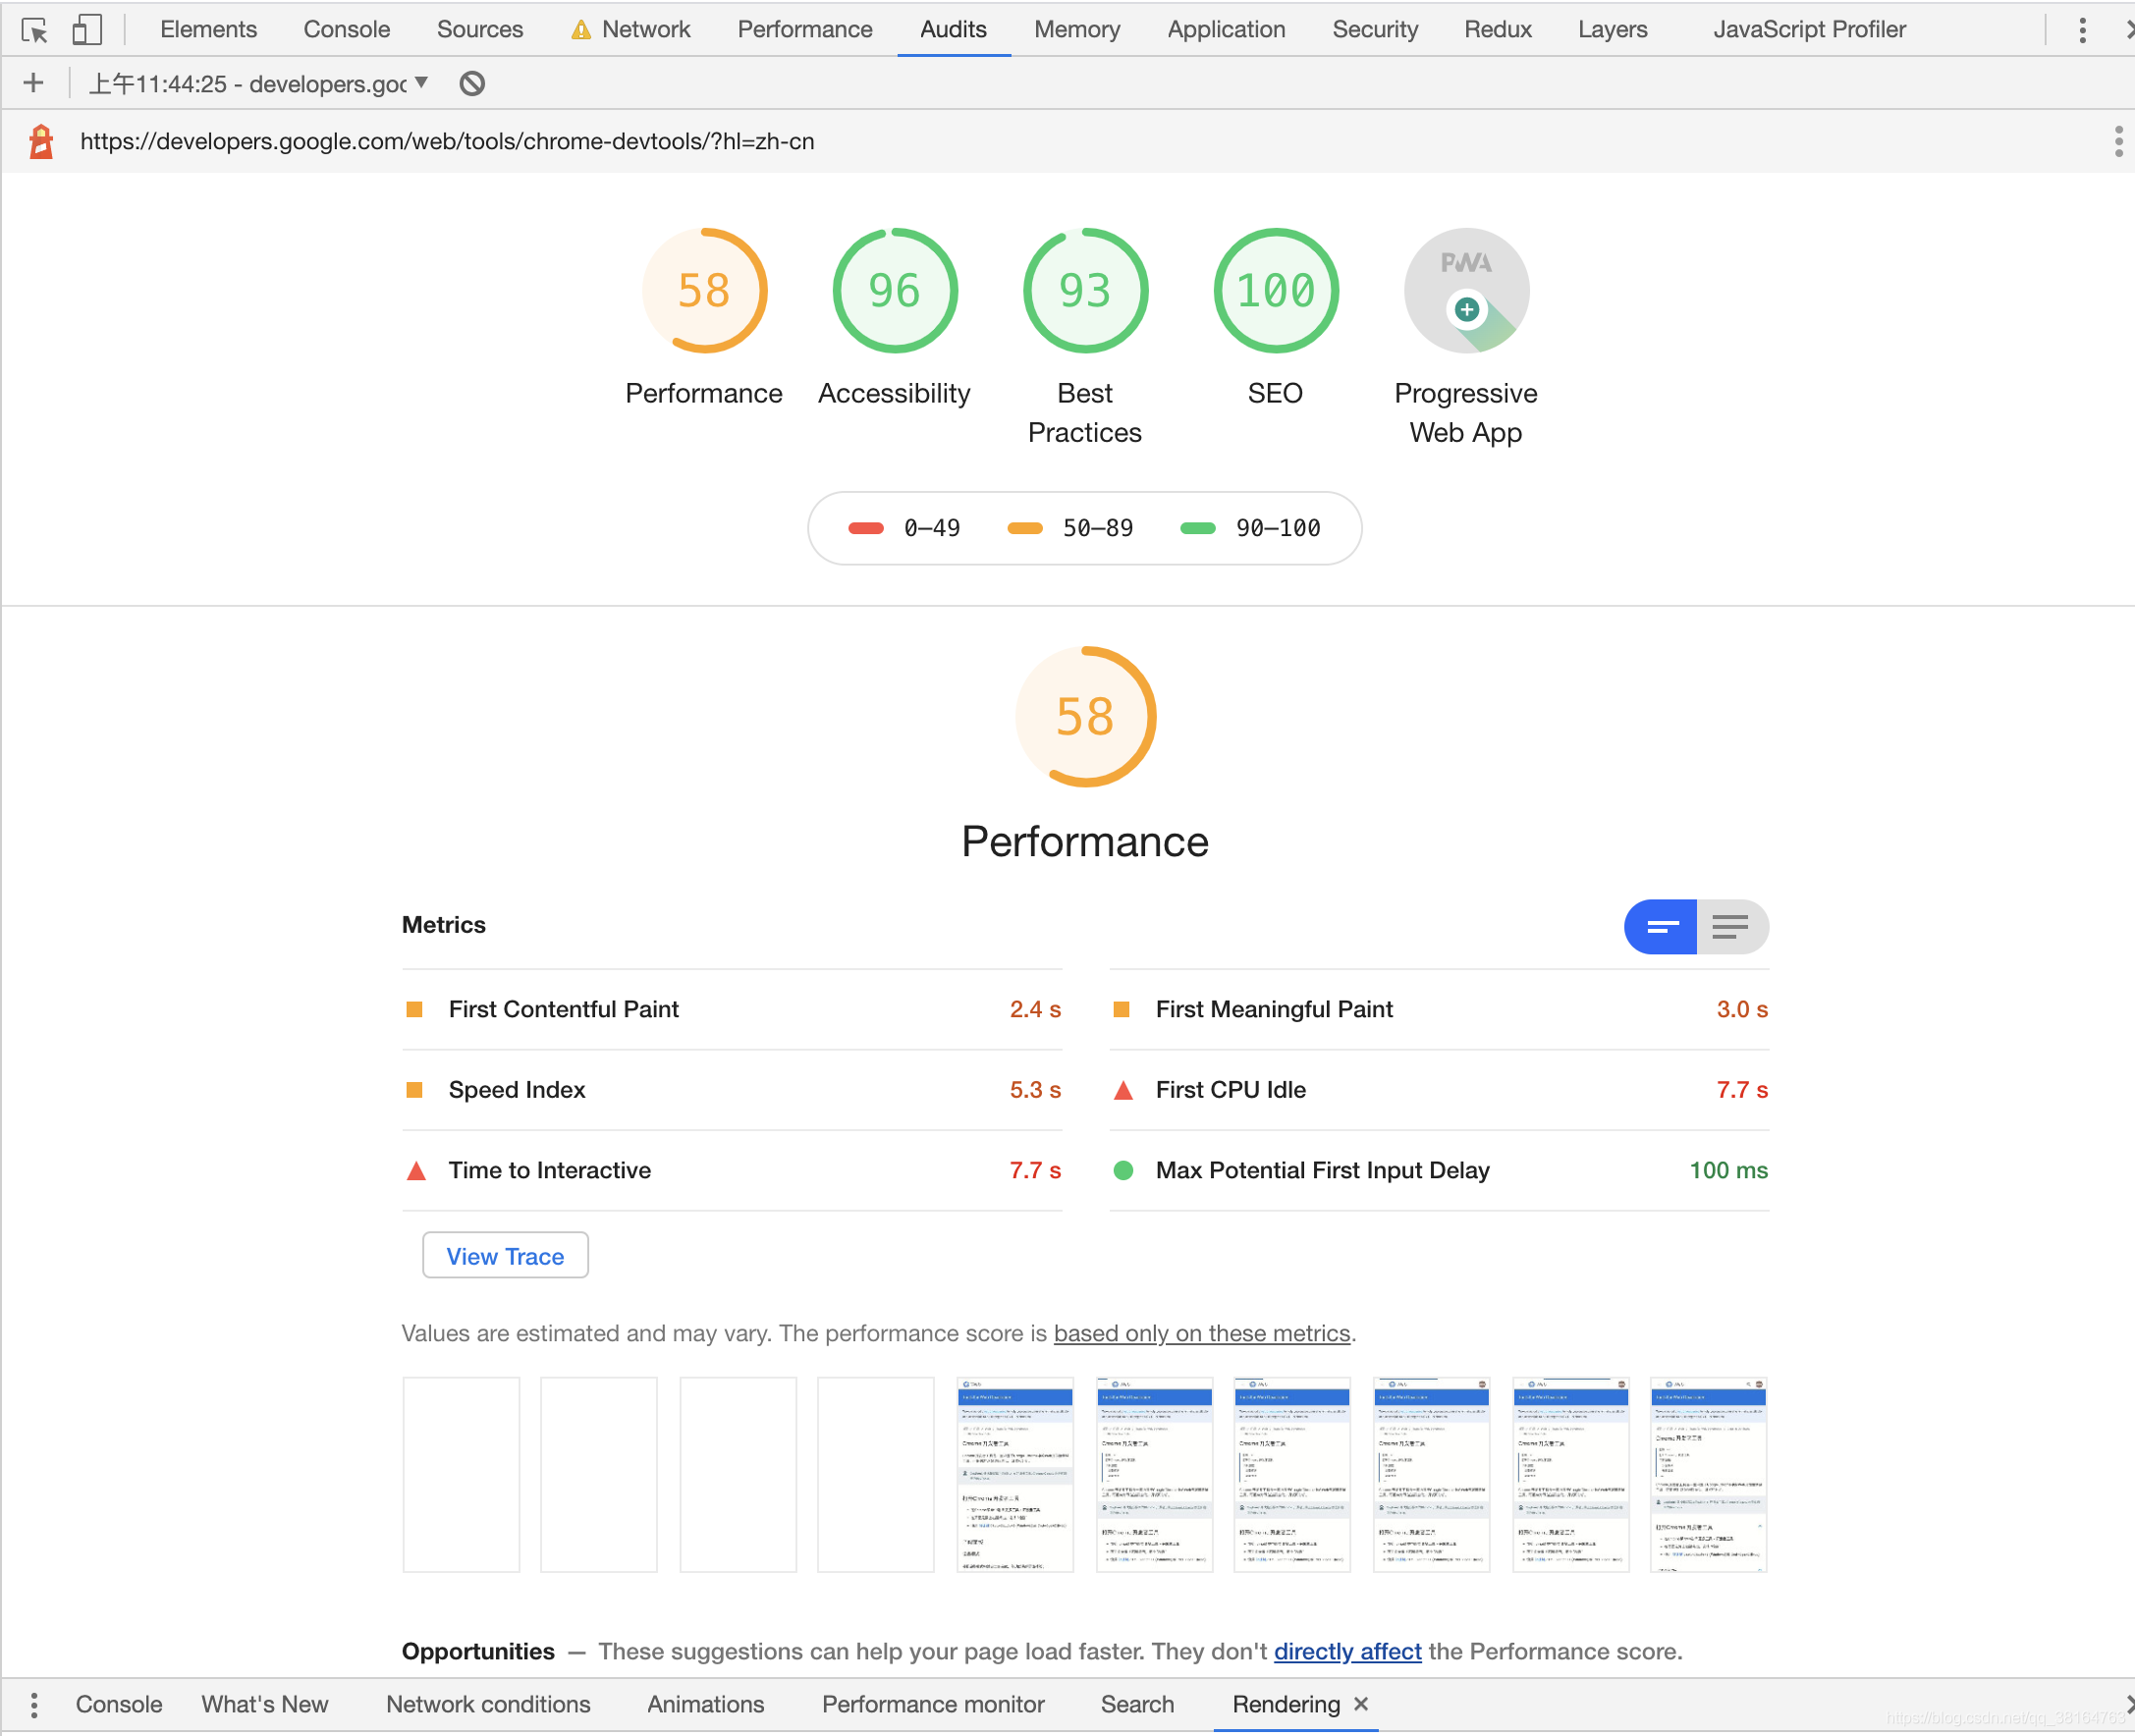 Elements Console Sources Network Performance Audits Memory Application Security Redux Layers JavaScript Profiler
上午11:44:25 - developers.goo
https://developers.google.com/web/tools/chrome-devtools/?hl=zh-cn
58 96 93 100 PWA
Performance Accessibility Best Practices SEO Progressive Web App
0–49 50–89 90–100
58
Performance
Metrics
First Contentful Paint 2.4 s First Meaningful Paint 3.0 s
Speed Index 5.3 s First CPU Idle 7.7 s
Time to Interactive 7.7 s Max Potential First Input Delay 100 ms
View Trace
Values are estimated and may vary. The performance score is based only on these metrics.
Opportunities — These suggestions can help your page load faster. They don't directly affect the Performance score.
Console What's New Network conditions Animations Performance monitor Search Rendering
https://blog.csdn.net/qq_38164763